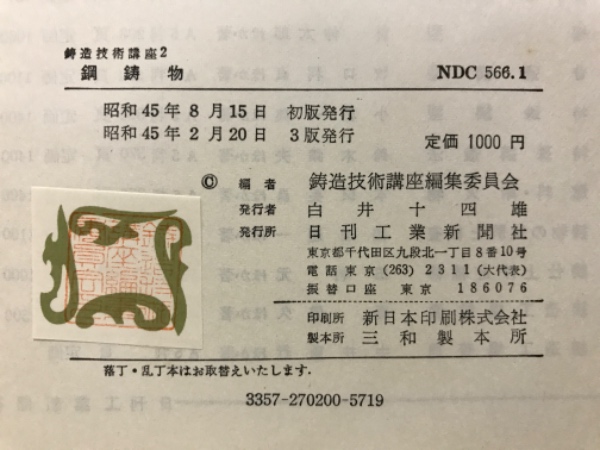 鋳造技術講座2
鋼鋳物 NDC 566.1
昭和45年8月15日 初版発行
昭和45年2月20日 3版発行 定価 1000円
© 編者 鋳造技術講座編集委員会
発行者 白井十四雄
発行所 日刊工業新聞社
東京都千代田区九段北一丁目8番10号
電話東京(263)2311(大代表)
振替口座 東京 186076
印刷所 新日本印刷株式会社
製本所 三和製本所
落丁・乱丁本はお取替えいたします.
3357-270200-5719